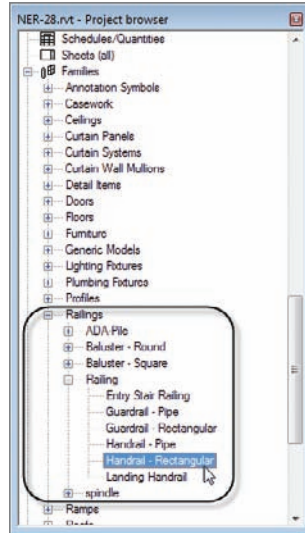 NER-28.rvt - Project browser
Schedules/Quantities
Sheets (all)
Families
Annotation Symbols
Casework
Ceilings
Curtain Panels
Curtain Systems
Curtain Wall Mullions
Detail Items
Doors
Floors
Furniture
Generic Models
Lighting Fixtures
Plumbing Fixtures
Profiles
Railings
Baluster - Round
Baluster - Square
Railing
Entry Stair Railing
Guardrail - Pipe
Guardrail - Rectangular
Handrail - Pipe
Handrail - Rectangular
Landing Handrail
spindle
Ramps